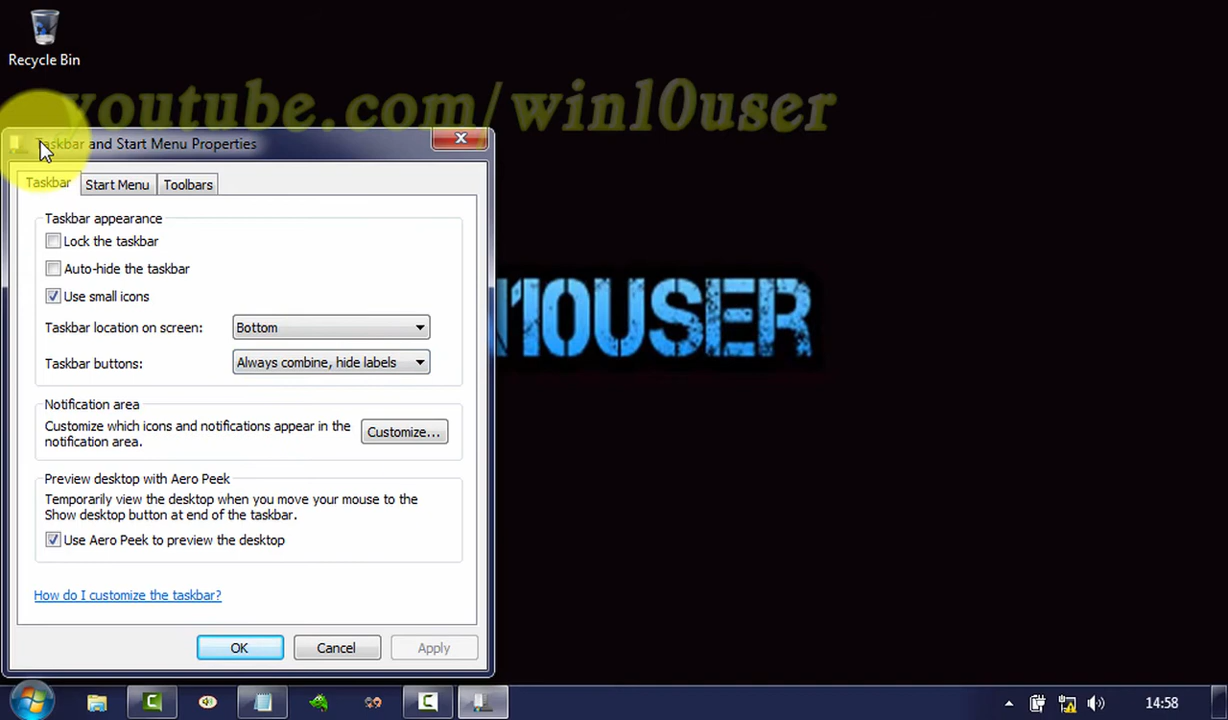 Recycle Bin
youtube.com/win10user
Taskbar and Start Menu Properties
Taskbar
Start Menu
Toolbars
Taskbar appearance
Lock the taskbar
Auto-hide the taskbar
Use small icons
Taskbar location on screen:
Bottom
Taskbar buttons:
Always combine, hide labels
10USER
Notification area
Customize which icons and notifications appear in the
notification area.
Customize...
Preview desktop with Aero Peek
Temporarily view the desktop when you move your mouse to the
Show desktop button at end of the taskbar.
Use Aero Peek to preview the desktop
How do I customize the taskbar?
OK
Cancel
Apply
14:58